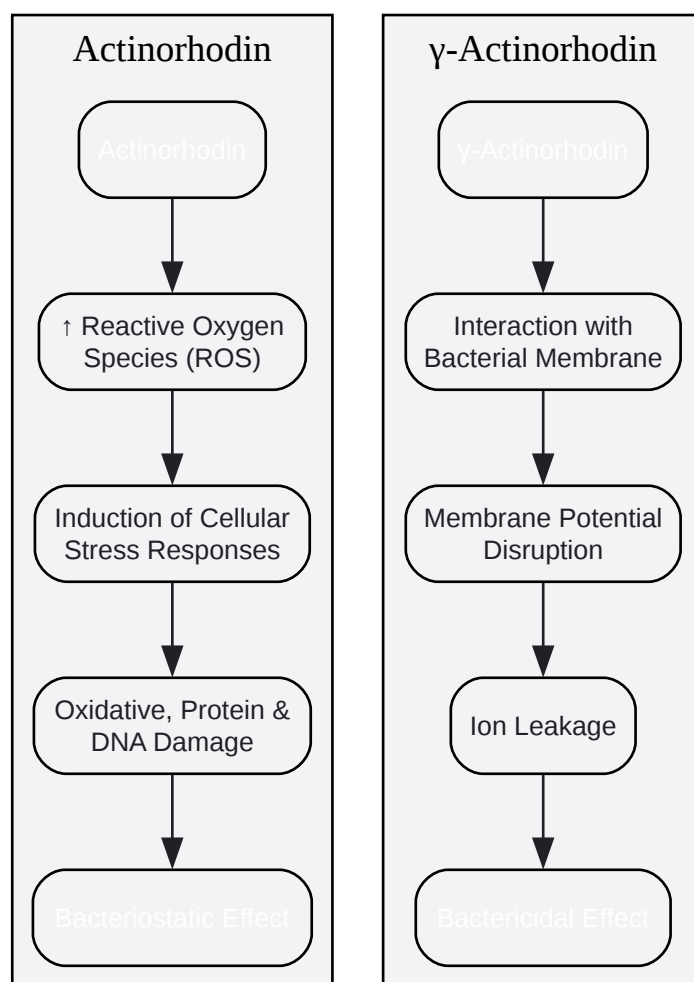 Actinorhodin
Actinorhodin
↑ Reactive Oxygen
Species (ROS)
Induction of Cellular
Stress Responses
Oxidative, Protein &
DNA Damage
Bacteriostatic Effect
γ-Actinorhodin
γ-Actinorhodin
Interaction with
Bacterial Membrane
Membrane Potential
Disruption
Ion Leakage
Bactericidal Effect